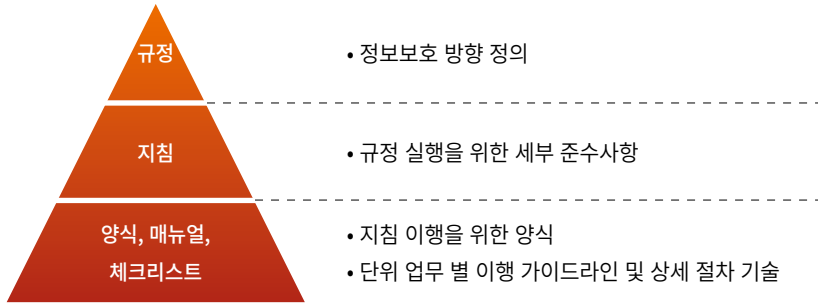 규정
• 정보보호 방향 정의
지침
• 규정 실행을 위한 세부 준수사항
양식, 매뉴얼,
체크리스트
• 지침 이행을 위한 양식
• 단위 업무 별 이행 가이드라인 및 상세 절차 기술